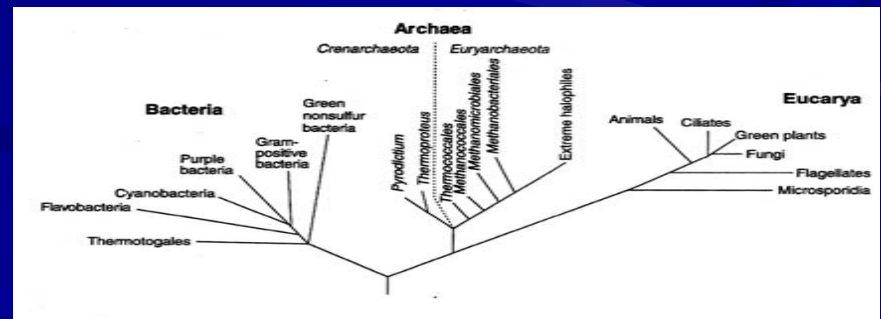 Archaea
Crenarchaeota
Euryarchaeota
Bacteria
Green
nonsulfur
bacteria
Gram-
positive
bacteria
Purple
bacteria
Cyanobacteria
Flavobacteria
Thermotogales
Pyrodictium
Thermoproteus
Thermococcales
Methanococcales
Methanomicrobiales
Methanobacteriales
Extreme halophiles
Eucarya
Animals
Ciliates
Green plants
Fungi
Flagellates
Microsporidia